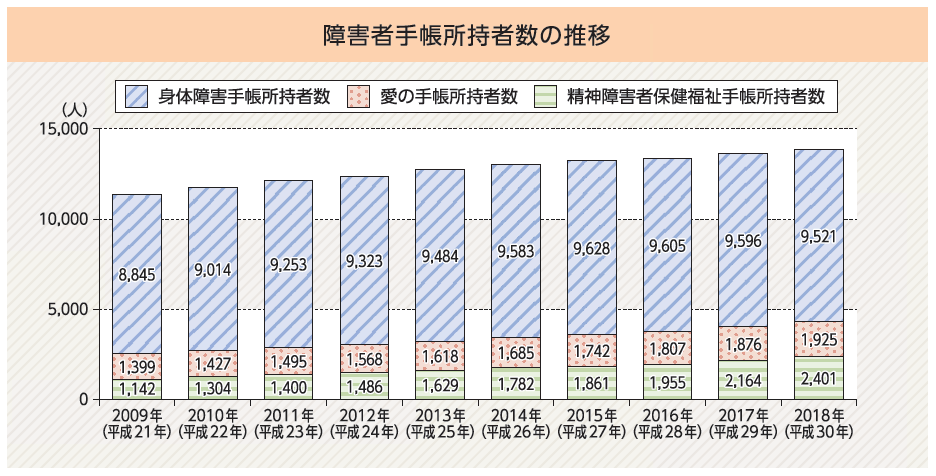 障害者手帳所持者数の推移
身体障害手帳所持者数 愛の手帳所持者数 精神障害者保健福祉手帳所持者数
(人)
15,000
10,000
5,000
0
8,845 9,014 9,253 9,323 9,484 9,583 9,628 9,605 9,596 9,521
1,399 1,427 1,495 1,568 1,618 1,685 1,742 1,807 1,876 1,925
1,142 1,304 1,400 1,486 1,629 1,782 1,861 1,955 2,164 2,401
2009年 2010年 2011年 2012年 2013年 2014年 2015年 2016年 2017年 2018年
(平成21年) (平成22年) (平成23年) (平成24年) (平成25年) (平成26年) (平成27年) (平成28年) (平成29年) (平成30年)